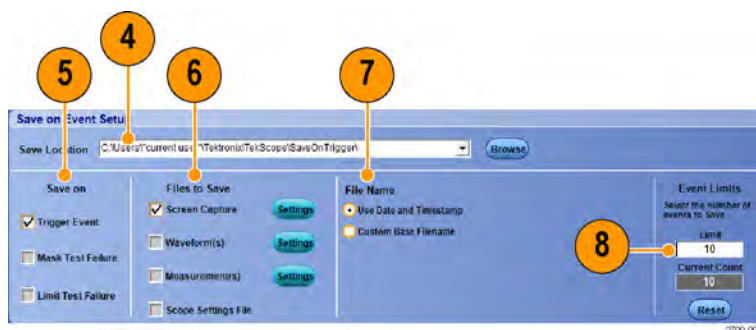 4
5
6
7
Save on Event Setup
Save Location C:\Users\"current user"\Tektronix\TekScope\SaveOnTrigger\ Browse
Save on
Trigger Event
Mask Test Failure
Limit Test Failure
Files to Save
Screen Capture Settings
Waveform(s) Settings
Measurement(s) Settings
Scope Settings File
File Name
Use Date and Timestamp
Custom Base Filename
Event Limits
Select the number of
events to save
Limit
8
10
Current Count
10
Reset